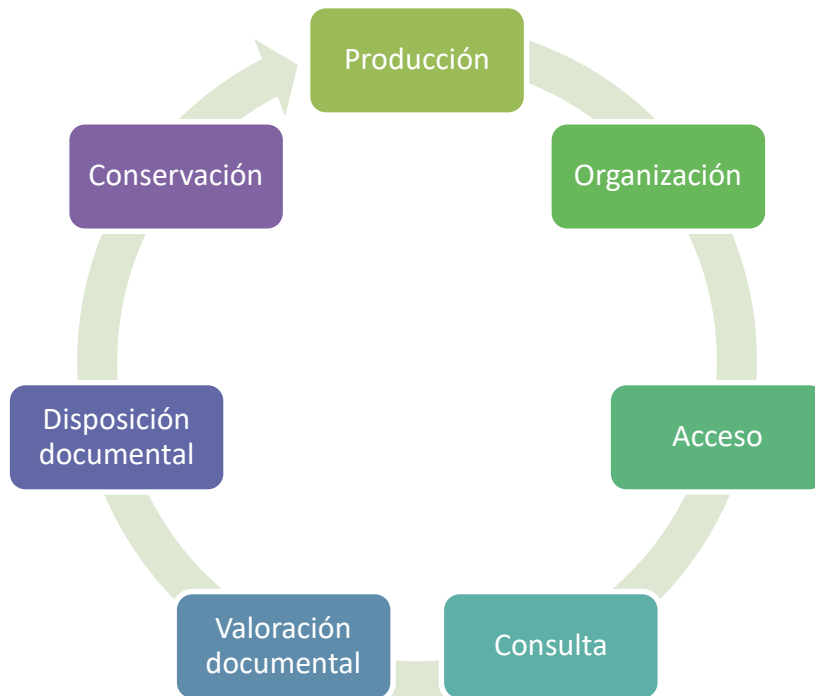 Producción
Organización
Acceso
Consulta
Valoración
documental
Disposición
documental
Conservación